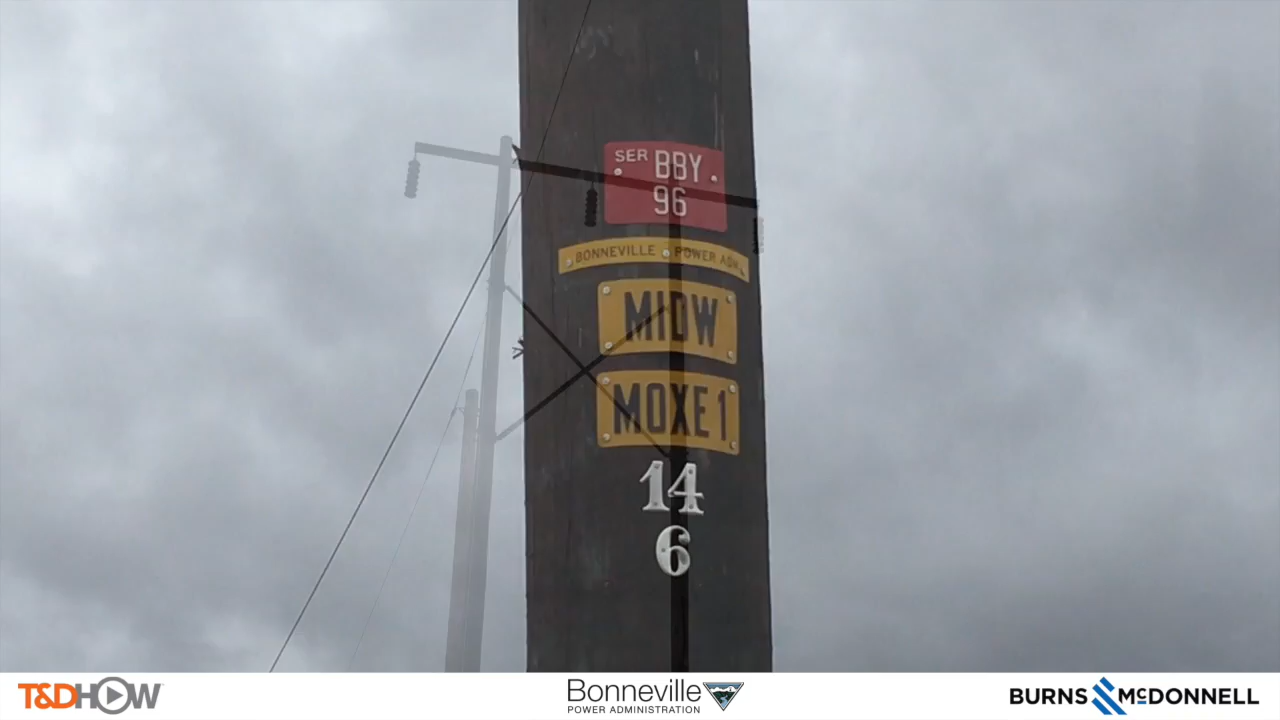 SER BBY
96
BONNEVILLE POWER ADM.
MIDW
MOXE 1
14
6
T&DHOW
Bonneville
POWER ADMINISTRATION
BURNS McDONNELL